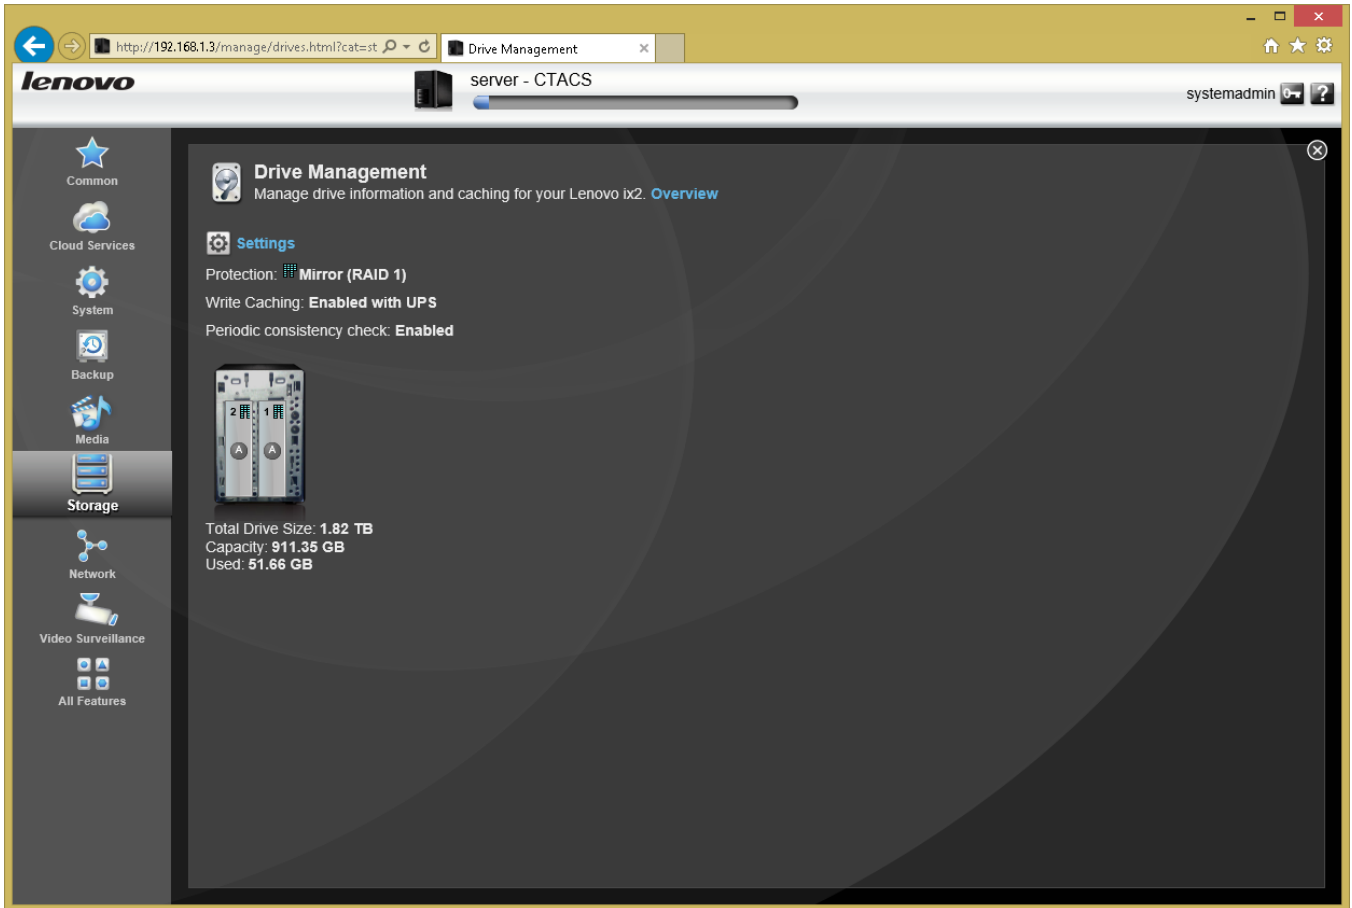 http://192.168.1.3/manage/drives.html?cat=st
Drive Management
lenovo
server - CTACS
systemadmin
?
Common
Cloud Services
System
Backup
Media
Storage
Network
Video Surveillance
All Features
Drive Management
Manage drive information and caching for your Lenovo ix2. Overview
Settings
Protection: Mirror (RAID 1)
Write Caching: Enabled with UPS
Periodic consistency check: Enabled
2 1
A A
Total Drive Size: 1.82 TB
Capacity: 911.35 GB
Used: 51.66 GB